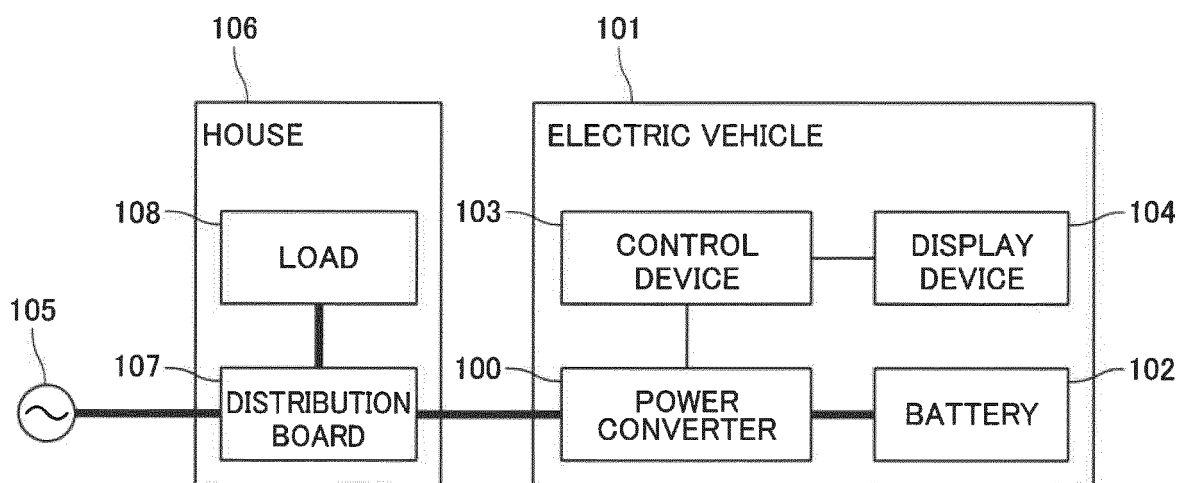 106
101
HOUSE
ELECTRIC VEHICLE
108
LOAD
103
CONTROL
DEVICE
104
DISPLAY
DEVICE
105
107
DISTRIBUTION
BOARD
100
POWER
CONVERTER
102
BATTERY